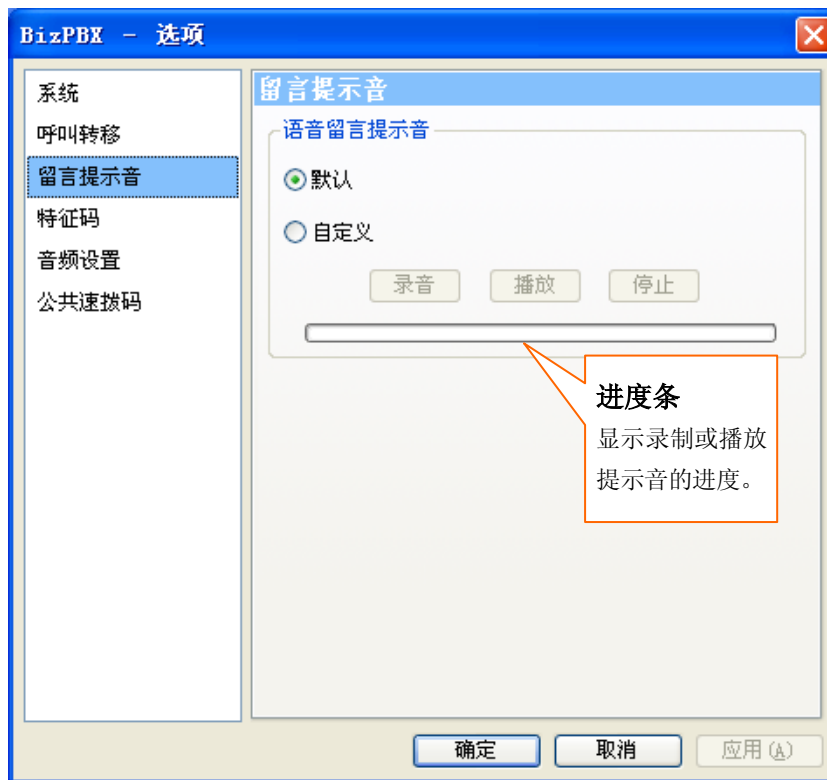 BizPBX - 选项
系统
呼叫转移
留言提示音
特征码
音频设置
公共速拨码
留言提示音
语音留言提示音
默认
自定义
录音 播放 停止
进度条
显示录制或播放
提示音的进度。
确定 取消 应用(A)